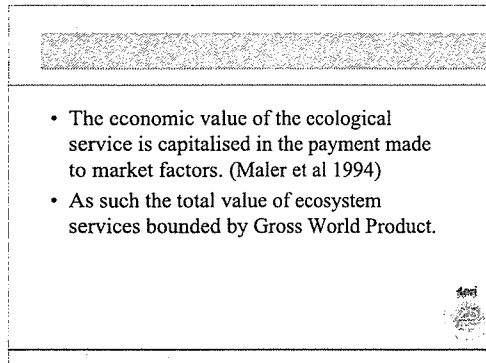 • The economic value of the ecological
service is capitalised in the payment made
to market factors. (Maler et al 1994)
• As such the total value of ecosystem
services bounded by Gross World Product.